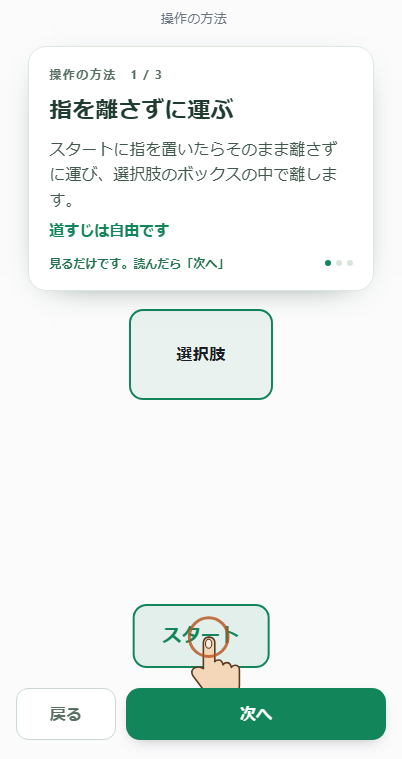 操作の方法
操作の方法 1 / 3
指を離さずに運ぶ
スタートに指を置いたらそのまま離さず
に運び、選択肢のボックスの中で離しま
す。
道すじは自由です
見るだけです。読んだら「次へ」
選択肢
スタート
戻る
次へ